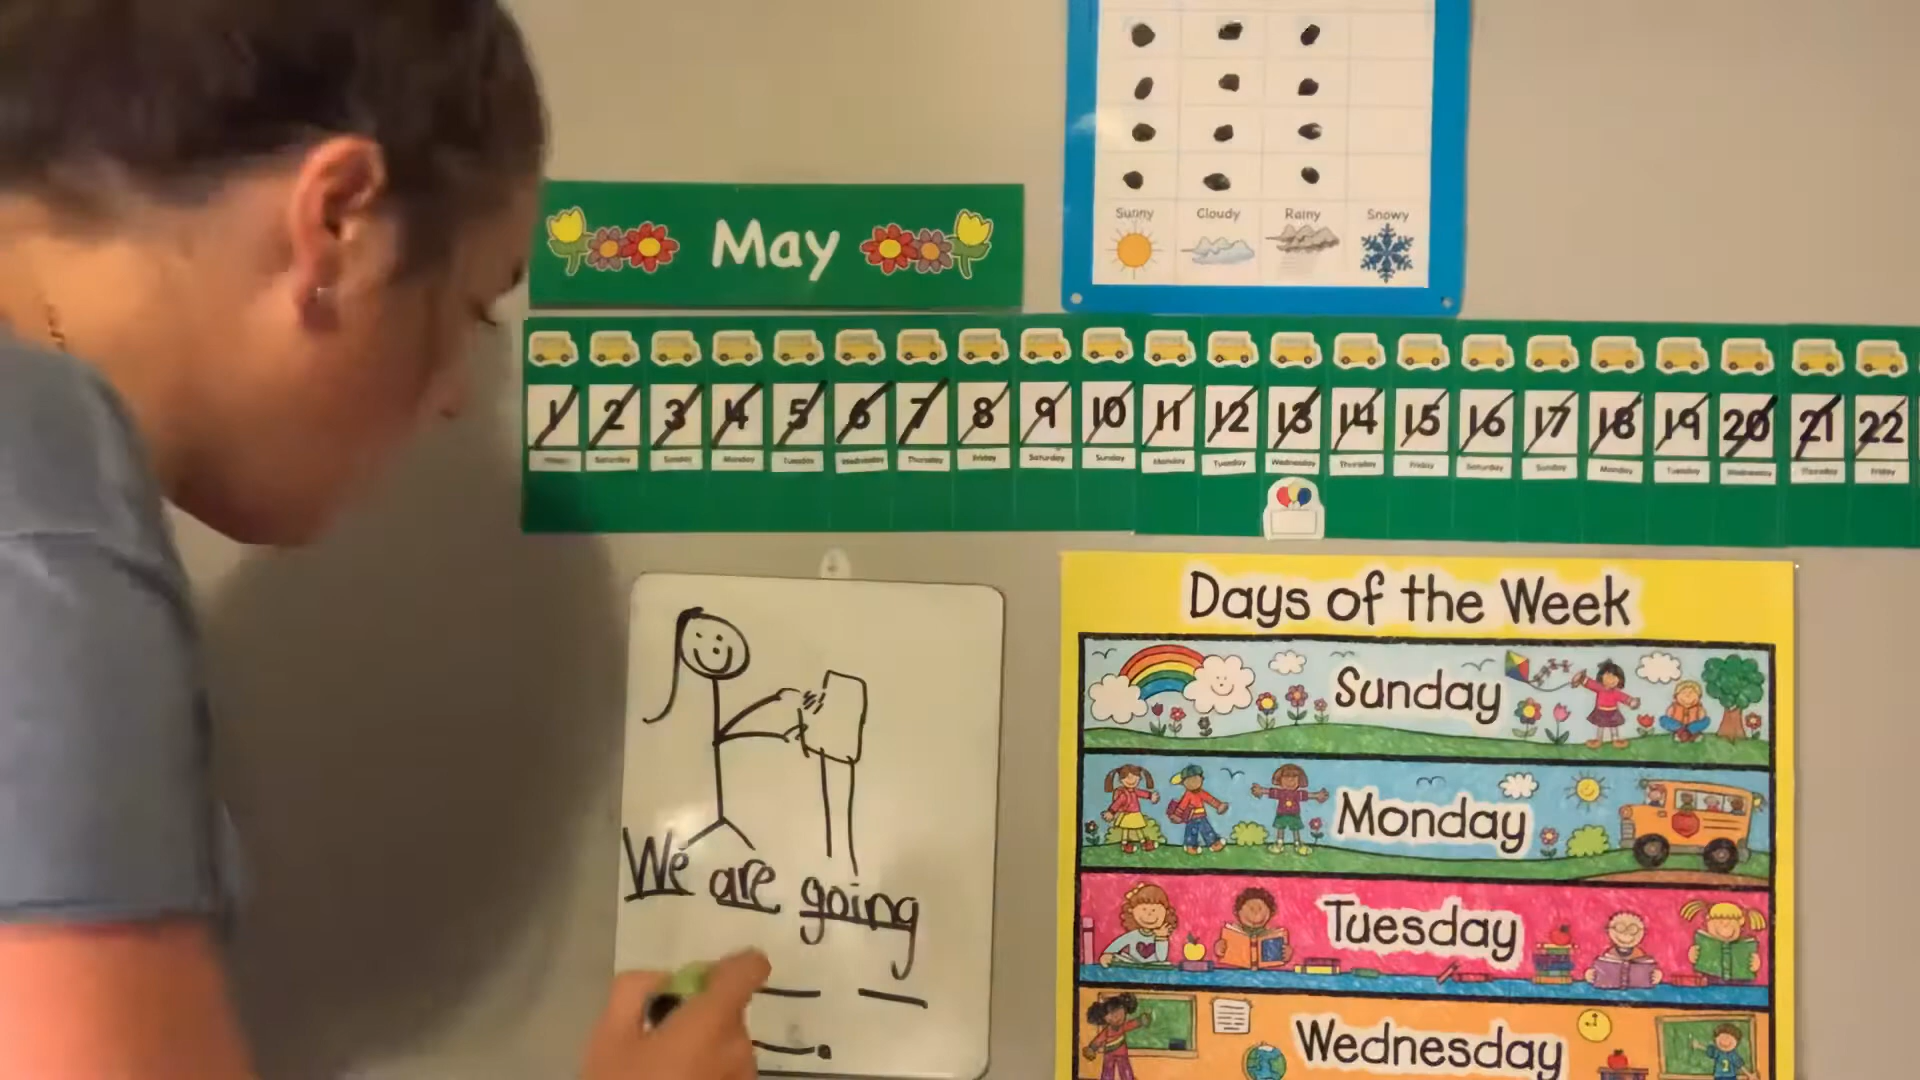 Sunny Cloudy Rainy Snowy
May
1 2 3 4 5 6 7 8 9 10 11 12 13 14 15 16 17 18 19 20 21 22
Saturday Sunday Monday Tuesday Wednesday Thursday Friday Saturday Sunday Monday Tuesday Wednesday Thursday Friday Saturday Sunday Monday Tuesday Wednesday Thursday Friday
We are going
Days of the Week
Sunday
Monday
Tuesday
Wednesday